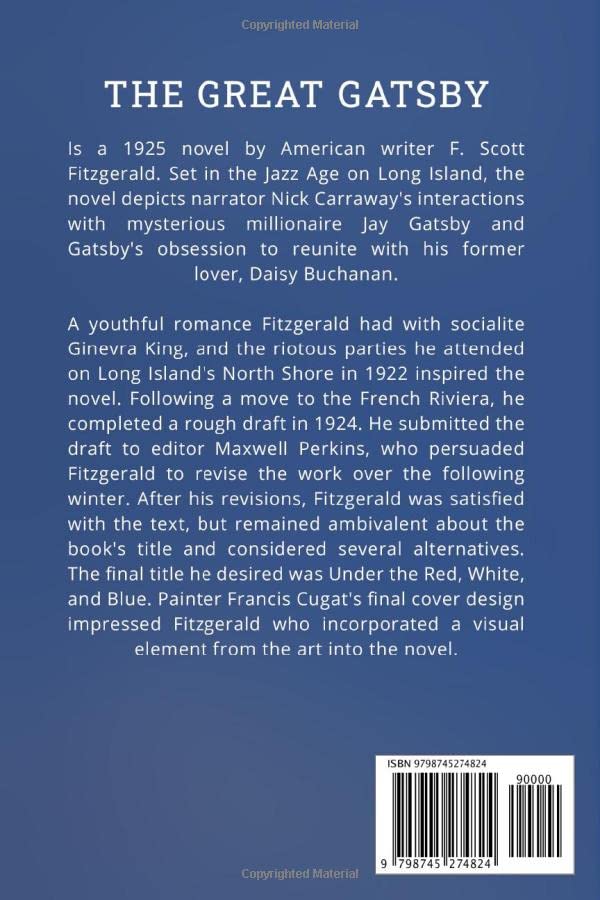 Copyrighted Material
THE GREAT GATSBY
Is a 1925 novel by American writer F. Scott
Fitzgerald. Set in the Jazz Age on Long Island, the
novel depicts narrator Nick Carraway's interactions
with mysterious millionaire Jay Gatsby and
Gatsby's obsession to reunite with his former
lover, Daisy Buchanan.
A youthful romance Fitzgerald had with socialite
Ginevra King, and the riotous parties he attended
on Long Island's North Shore in 1922 inspired the
novel. Following a move to the French Riviera, he
completed a rough draft in 1924. He submitted the
draft to editor Maxwell Perkins, who persuaded
Fitzgerald to revise the work over the following
winter. After his revisions, Fitzgerald was satisfied
with the text, but remained ambivalent about the
book's title and considered several alternatives.
The final title he desired was Under the Red, White,
and Blue. Painter Francis Cugat's final cover design
impressed Fitzgerald who incorporated a visual
element from the art into the novel.
ISBN 9798745274824
90000
9 798745 274824
Copyrighted Material